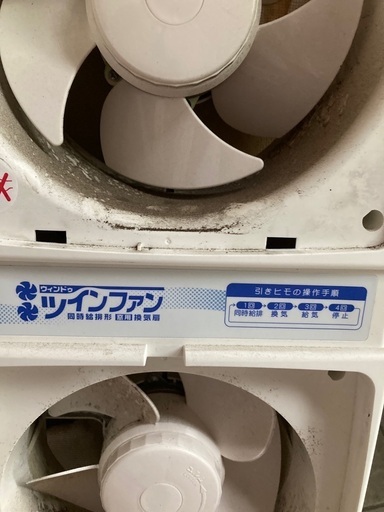 ウィンドゥ
ツインファン
同時給排形 窓用換気扇
引きヒモの操作手順
1回 2回 3回 4回
同時給排 換気 給気 停止